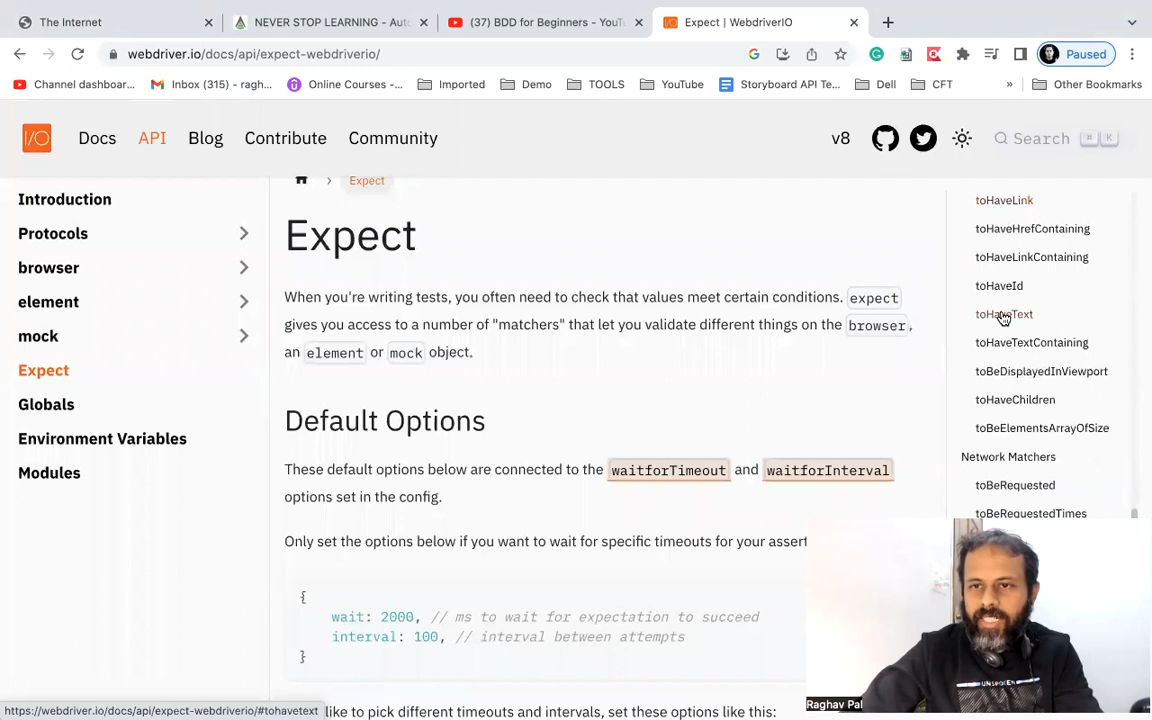 The Internet
NEVER STOP LEARNING - Auto
(37) BDD for Beginners - YouTu
Expect | WebdriverIO
webdriver.io/docs/api/expect-webdriverio/
Paused
Channel dashboar...
Inbox (315) - ragh...
Online Courses -...
Imported
Demo
TOOLS
YouTube
Storyboard API Te...
Dell
CFT
»
Other Bookmarks
I/O
Docs
API
Blog
Contribute
Community
v8
Search
⌘ K
Introduction
Protocols
browser
element
mock
Expect
Globals
Environment Variables
Modules
Expect
Expect
When you're writing tests, you often need to check that values meet certain conditions. expect
gives you access to a number of "matchers" that let you validate different things on the browser,
an element or mock object.
Default Options
These default options below are connected to the waitforTimeout and waitforInterval
options set in the config.
Only set the options below if you want to wait for specific timeouts for your assert
{
wait: 2000, // ms to wait for expectation to succeed
interval: 100, // interval between attempts
}
like to pick different timeouts and intervals, set these options like this:
toHaveLink
toHaveHrefContaining
toHaveLinkContaining
toHaveId
toHaveText
toHaveTextContaining
toBeDisplayedInViewport
toHaveChildren
toBeElementsArrayOfSize
Network Matchers
toBeRequested
toBeRequestedTimes
https://webdriver.io/docs/api/expect-webdriverio/#tohavetext
Raghav Pal